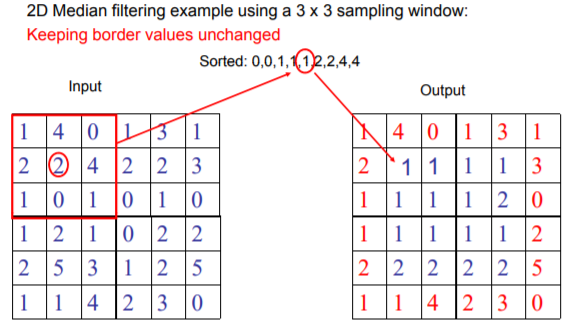 2D Median filtering example using a 3 x 3 sampling window:
Keeping border values unchanged
Sorted: 0,0,1,1,1,2,2,4,4
Input
Output
1 4 0 1 3 1
2 2 4 2 2 3
1 0 1 0 1 0
1 2 1 0 2 2
2 5 3 1 2 5
1 1 4 2 3 0
1 4 0 1 3 1
2 1 1 1 1 3
1 1 1 1 2 0
1 1 1 1 1 2
2 2 2 2 2 5
1 1 4 2 3 0